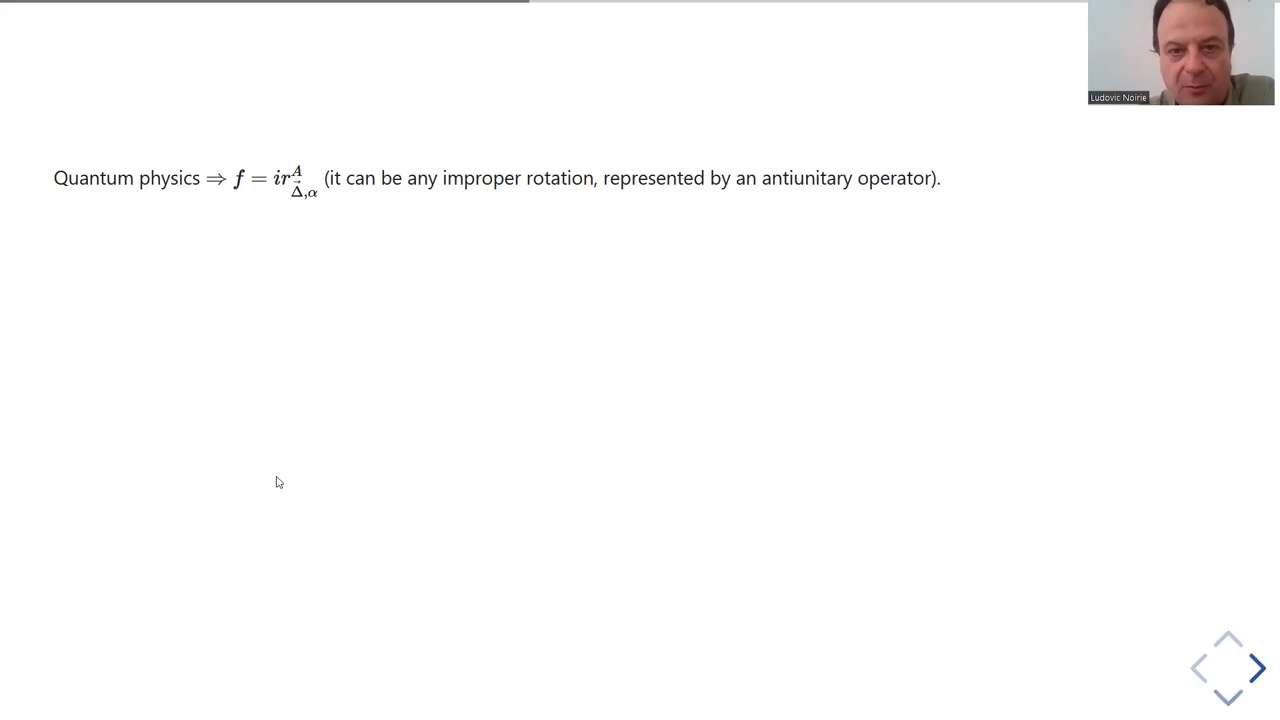 Ludovic Noirie
Quantum physics ⇒ f = ir^A_{\vec{Δ},α} (it can be any improper rotation, represented by an antiunitary operator).